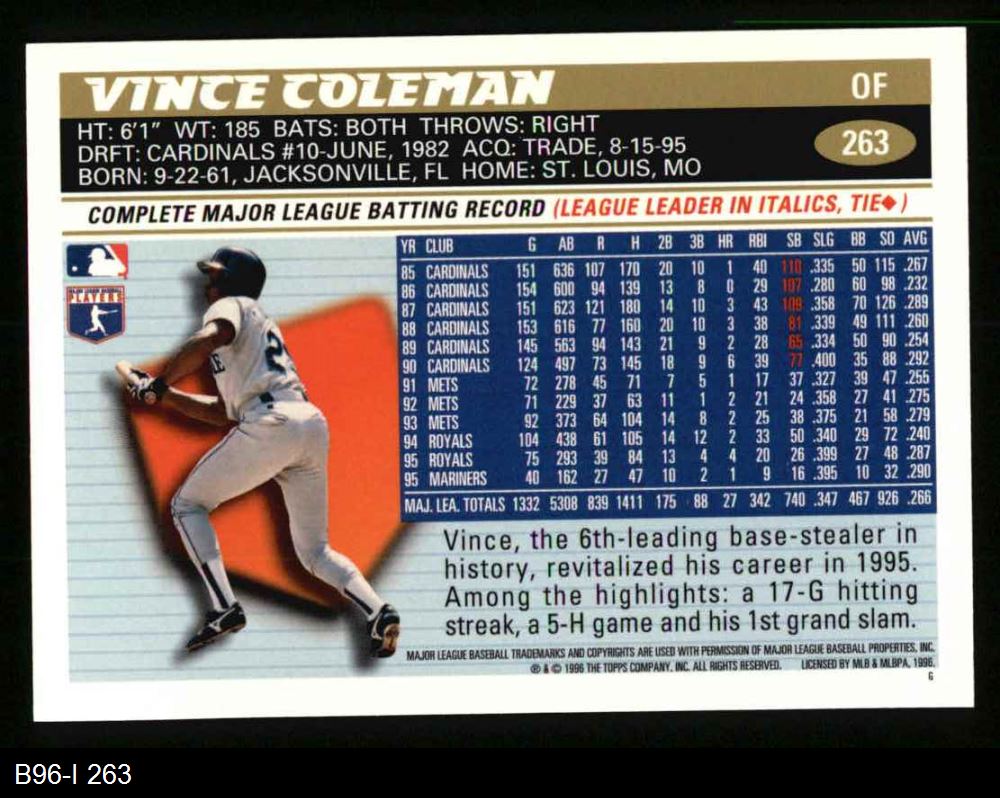 VINCE COLEMAN OF
HT: 6'1" WT: 185 BATS: BOTH THROWS: RIGHT
DRFT: CARDINALS #10-JUNE, 1982 ACQ: TRADE, 8-15-95
263
BORN: 9-22-61, JACKSONVILLE, FL HOME: ST. LOUIS, MO
COMPLETE MAJOR LEAGUE BATTING RECORD (LEAGUE LEADER IN ITALICS, TIE◆)
MAJOR LEAGUE BASEBALL
PLAYERS
2
YR CLUB G AB R H 2B 3B HR RBI SB SLG BB SO AVG
85 CARDINALS 151 636 107 170 20 10 1 40 110 .335 50 115 .267
86 CARDINALS 154 600 94 139 13 8 0 29 107 .280 60 98 .232
87 CARDINALS 151 623 121 180 14 10 3 43 109 .358 70 126 .289
88 CARDINALS 153 616 77 160 20 10 3 38 81 .339 49 111 .260
89 CARDINALS 145 563 94 143 21 9 2 28 65 .334 50 90 .254
90 CARDINALS 124 497 73 145 18 9 6 39 77 .400 35 88 .292
91 METS 72 278 45 71 7 5 1 17 37 .327 39 47 .255
92 METS 71 229 37 63 11 1 2 21 24 .358 27 41 .275
93 METS 92 373 64 104 14 8 2 25 38 .375 21 58 .279
94 ROYALS 104 438 61 105 14 12 2 33 50 .340 29 72 .240
95 ROYALS 75 293 39 84 13 4 4 20 26 .399 27 48 .287
95 MARINERS 40 162 27 47 10 2 1 9 16 .395 10 32 .290
MAJ. LEA. TOTALS 1332 5308 839 1411 175 88 27 342 740 .347 467 926 .266
Vince, the 6th-leading base-stealer in
history, revitalized his career in 1995.
Among the highlights: a 17-G hitting
streak, a 5-H game and his 1st grand slam.
MAJOR LEAGUE BASEBALL TRADEMARKS AND COPYRIGHTS ARE USED WITH PERMISSION OF MAJOR LEAGUE BASEBALL PROPERTIES, INC.
® & © 1996 THE TOPPS COMPANY, INC. ALL RIGHTS RESERVED. LICENSED BY MLB & MLBPA, 1996.
6
B96-I 263